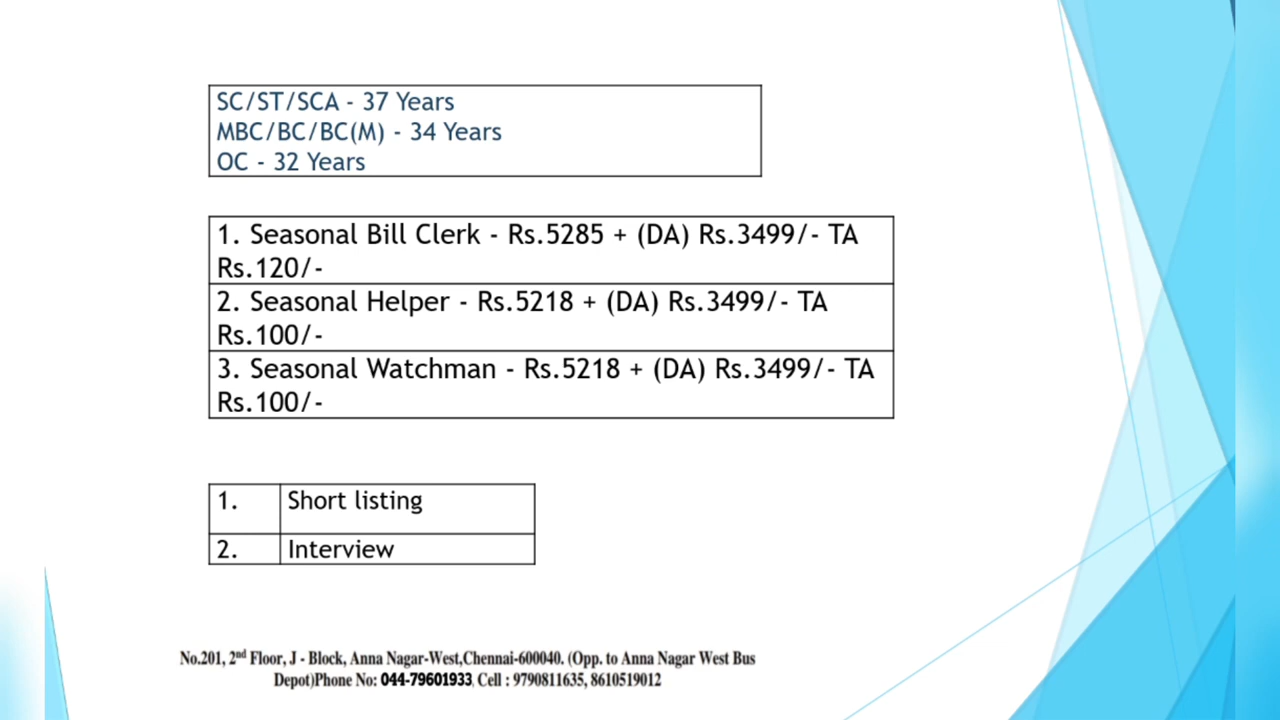 SC/ST/SCA - 37 Years
MBC/BC/BC(M) - 34 Years
OC - 32 Years
1. Seasonal Bill Clerk - Rs.5285 + (DA) Rs.3499/- TA
Rs.120/-
2. Seasonal Helper - Rs.5218 + (DA) Rs.3499/- TA
Rs.100/-
3. Seasonal Watchman - Rs.5218 + (DA) Rs.3499/- TA
Rs.100/-
1. Short listing
2. Interview
No.201, 2nd Floor, J - Block, Anna Nagar-West,Chennai-600040. (Opp. to Anna Nagar West Bus
Depot)Phone No: 044-79601933, Cell : 9790811635, 8610519012